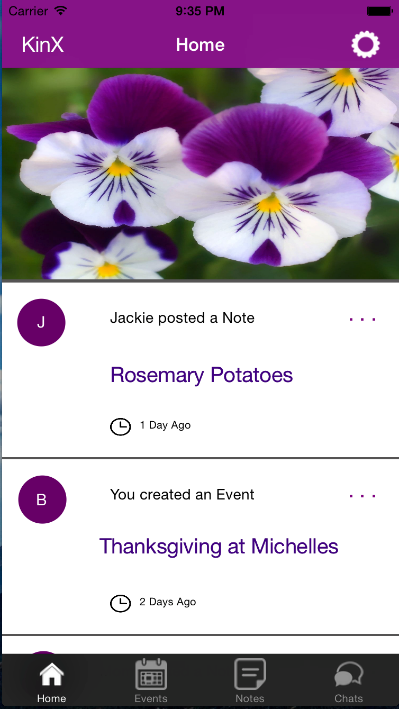 Carrier 9:35 PM
KinX Home
J Jackie posted a Note
Rosemary Potatoes
1 Day Ago
B You created an Event
Thanksgiving at Michelles
2 Days Ago
Home Events Notes Chats